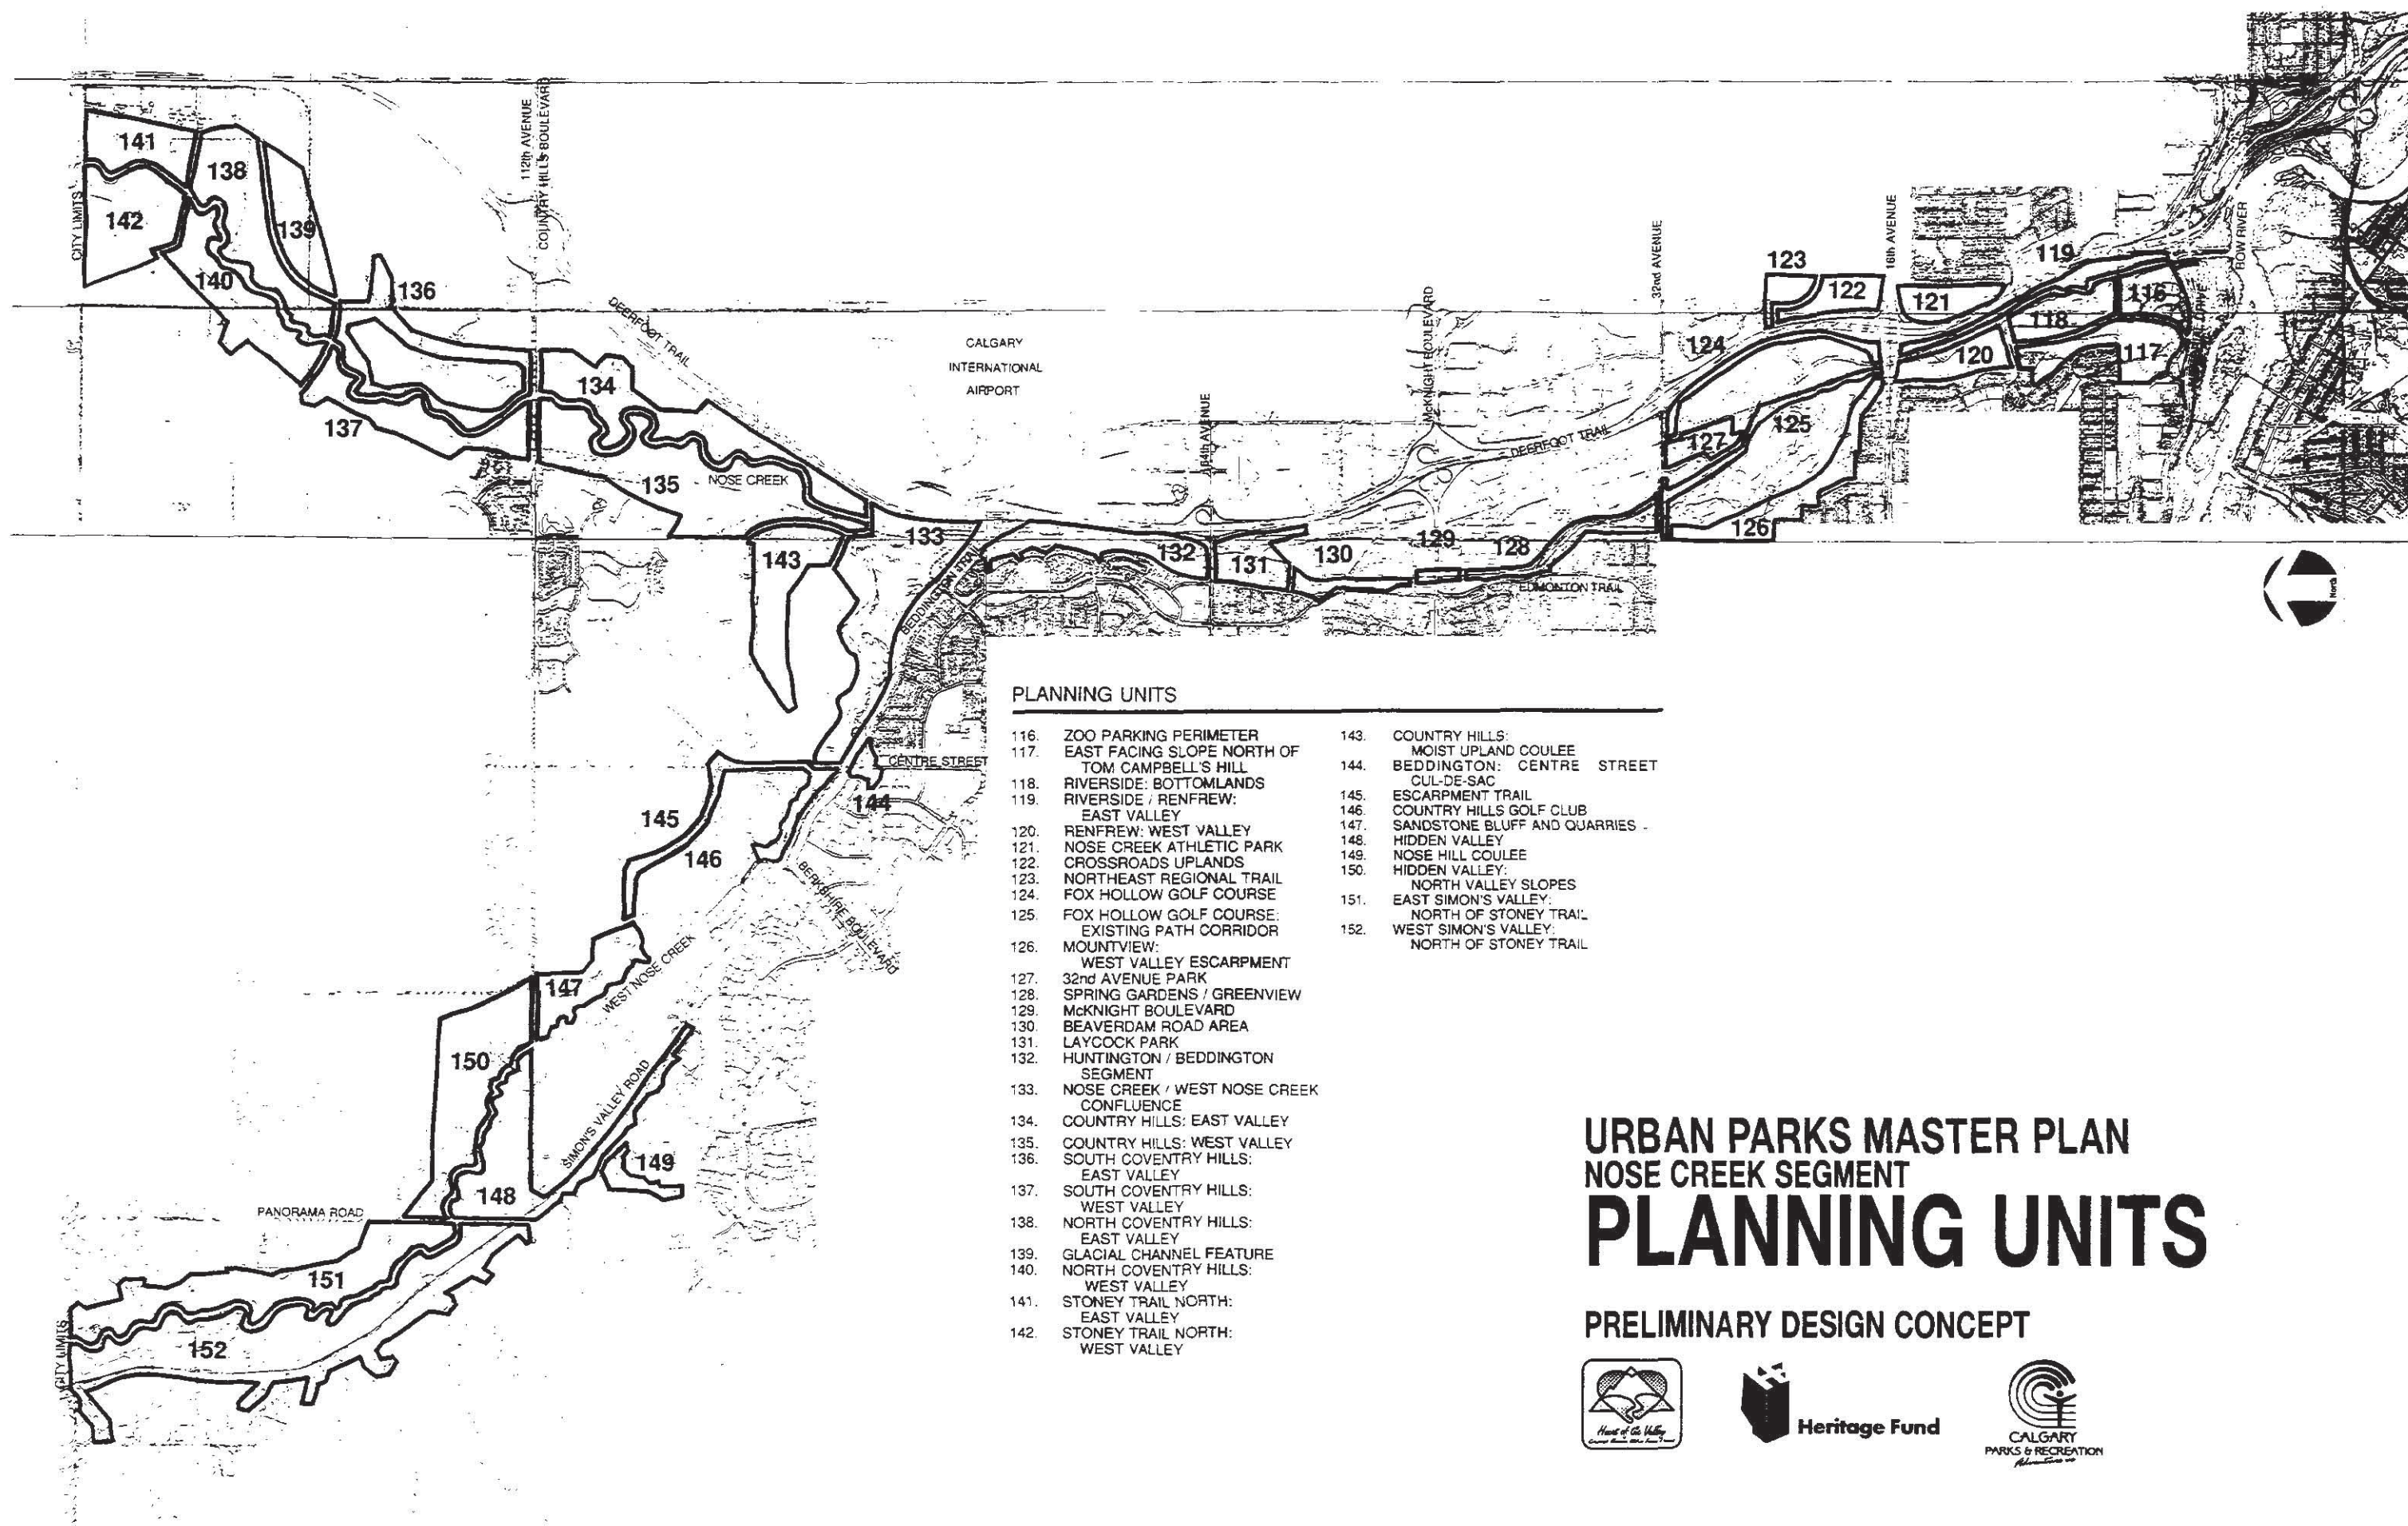 141
138
142
139
140
136
137
134
135
CITY LIMITS
112th AVENUE
COUNTRY HILLS BOULEVARD
DEERFOOT TRAIL
NOSE CREEK
CALGARY
INTERNATIONAL
AIRPORT
64th AVENUE
McKNIGHT BOULEVARD
DEERFOOT TRAIL
32nd AVENUE
16th AVENUE
BOW RIVER
DRIVE
123
122
121
119
116
118
117
120
124
125
127
126
143
133
132
131
130
129
128
BEDDINGTON TRAIL
EDMONTON TRAIL
North
CENTRE STREET
144
145
146
BERKSHIRE BOULEVARD
147
WEST NOSE CREEK
150
SIMON'S VALLEY ROAD
149
148
PANORAMA ROAD
151
152
CITY LIMITS
PLANNING UNITS
116. ZOO PARKING PERIMETER
117. EAST FACING SLOPE NORTH OF
TOM CAMPBELL'S HILL
118. RIVERSIDE: BOTTOMLANDS
119. RIVERSIDE / RENFREW:
EAST VALLEY
120. RENFREW: WEST VALLEY
121. NOSE CREEK ATHLETIC PARK
122. CROSSROADS UPLANDS
123. NORTHEAST REGIONAL TRAIL
124. FOX HOLLOW GOLF COURSE
125. FOX HOLLOW GOLF COURSE:
EXISTING PATH CORRIDOR
126. MOUNTVIEW:
WEST VALLEY ESCARPMENT
127. 32nd AVENUE PARK
128. SPRING GARDENS / GREENVIEW
129. McKNIGHT BOULEVARD
130. BEAVERDAM ROAD AREA
131. LAYCOCK PARK
132. HUNTINGTON / BEDDINGTON
SEGMENT
133. NOSE CREEK / WEST NOSE CREEK
CONFLUENCE
134. COUNTRY HILLS: EAST VALLEY
135. COUNTRY HILLS: WEST VALLEY
136. SOUTH COVENTRY HILLS:
EAST VALLEY
137. SOUTH COVENTRY HILLS:
WEST VALLEY
138. NORTH COVENTRY HILLS:
EAST VALLEY
139. GLACIAL CHANNEL FEATURE
140. NORTH COVENTRY HILLS:
WEST VALLEY
141. STONEY TRAIL NORTH:
EAST VALLEY
142. STONEY TRAIL NORTH:
WEST VALLEY
143. COUNTRY HILLS:
MOIST UPLAND COULEE
144. BEDDINGTON: CENTRE STREET
CUL-DE-SAC
145. ESCARPMENT TRAIL
146. COUNTRY HILLS GOLF CLUB
147. SANDSTONE BLUFF AND QUARRIES
148. HIDDEN VALLEY
149. NOSE HILL COULEE
150. HIDDEN VALLEY:
NORTH VALLEY SLOPES
151. EAST SIMON'S VALLEY:
NORTH OF STONEY TRAIL
152. WEST SIMON'S VALLEY:
NORTH OF STONEY TRAIL
URBAN PARKS MASTER PLAN
NOSE CREEK SEGMENT
PLANNING UNITS
PRELIMINARY DESIGN CONCEPT
Heart of the Valley
Heritage Fund
CALGARY
PARKS & RECREATION